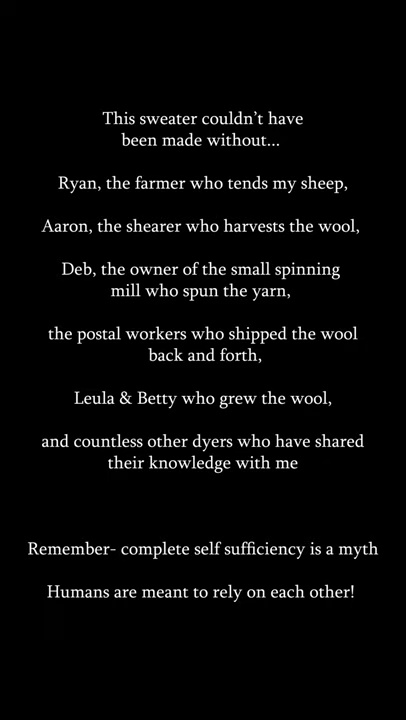 This sweater couldn’t have
been made without...
Ryan, the farmer who tends my sheep,
Aaron, the shearer who harvests the wool,
Deb, the owner of the small spinning
mill who spun the yarn,
the postal workers who shipped the wool
back and forth,
Leula & Betty who grew the wool,
and countless other dyers who have shared
their knowledge with me
Remember- complete self sufficiency is a myth
Humans are meant to rely on each other!